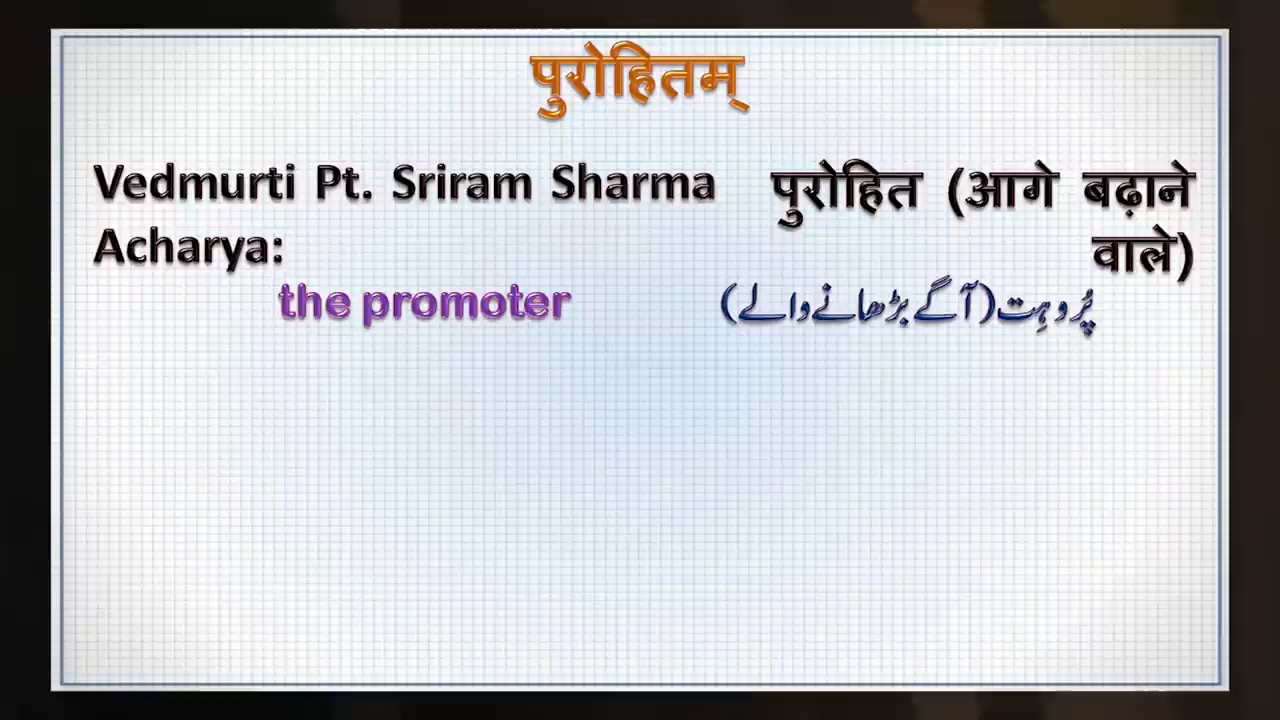 पुरोहितम्
Vedmurti Pt. Sriram Sharma
Acharya:
पुरोहित (आगे बढ़ाने
वाले)
the promoter
پُروہِت (آگے بڑھانے والے)